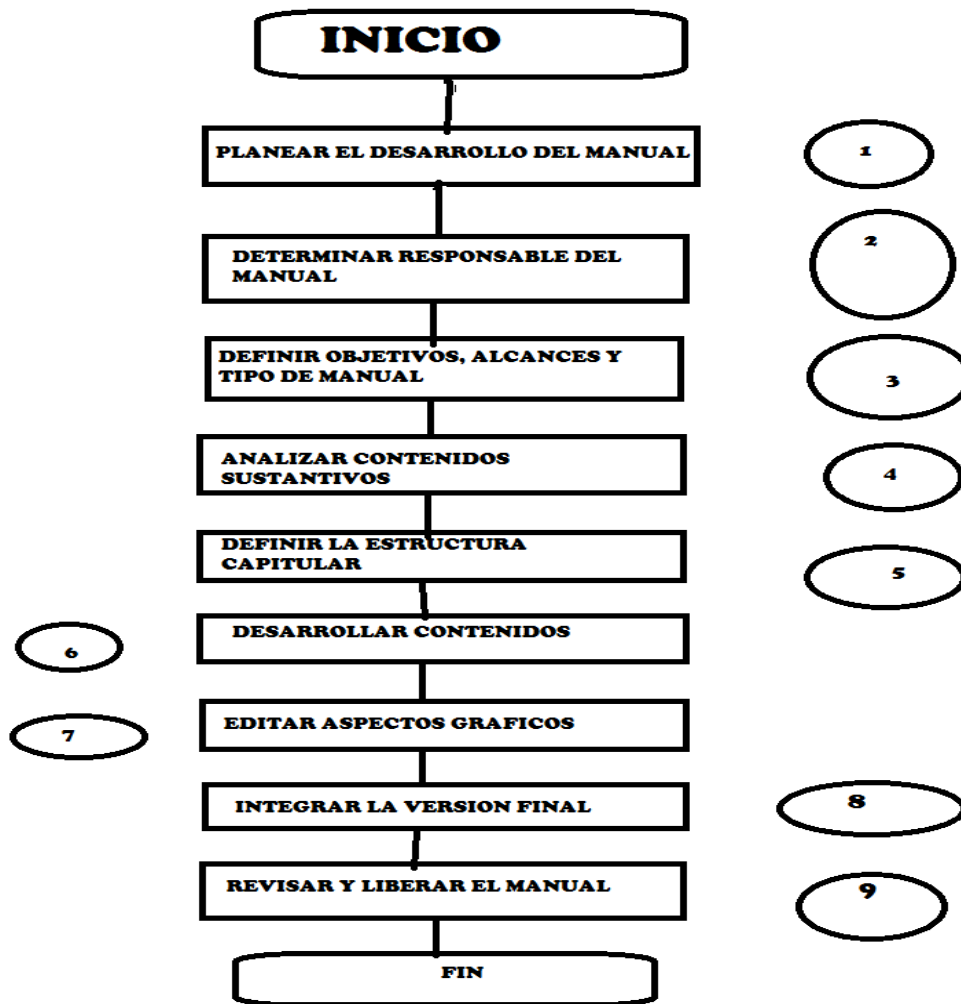 INICIO
PLANEAR EL DESARROLLO DEL MANUAL
1
DETERMINAR RESPONSABLE DEL
MANUAL
2
DEFINIR OBJETIVOS, ALCANCES Y
TIPO DE MANUAL
3
ANALIZAR CONTENIDOS
SUSTANTIVOS
4
DEFINIR LA ESTRUCTURA
CAPITULAR
5
DESARROLLAR CONTENIDOS
6
EDITAR ASPECTOS GRAFICOS
7
INTEGRAR LA VERSION FINAL
8
REVISAR Y LIBERAR EL MANUAL
9
FIN